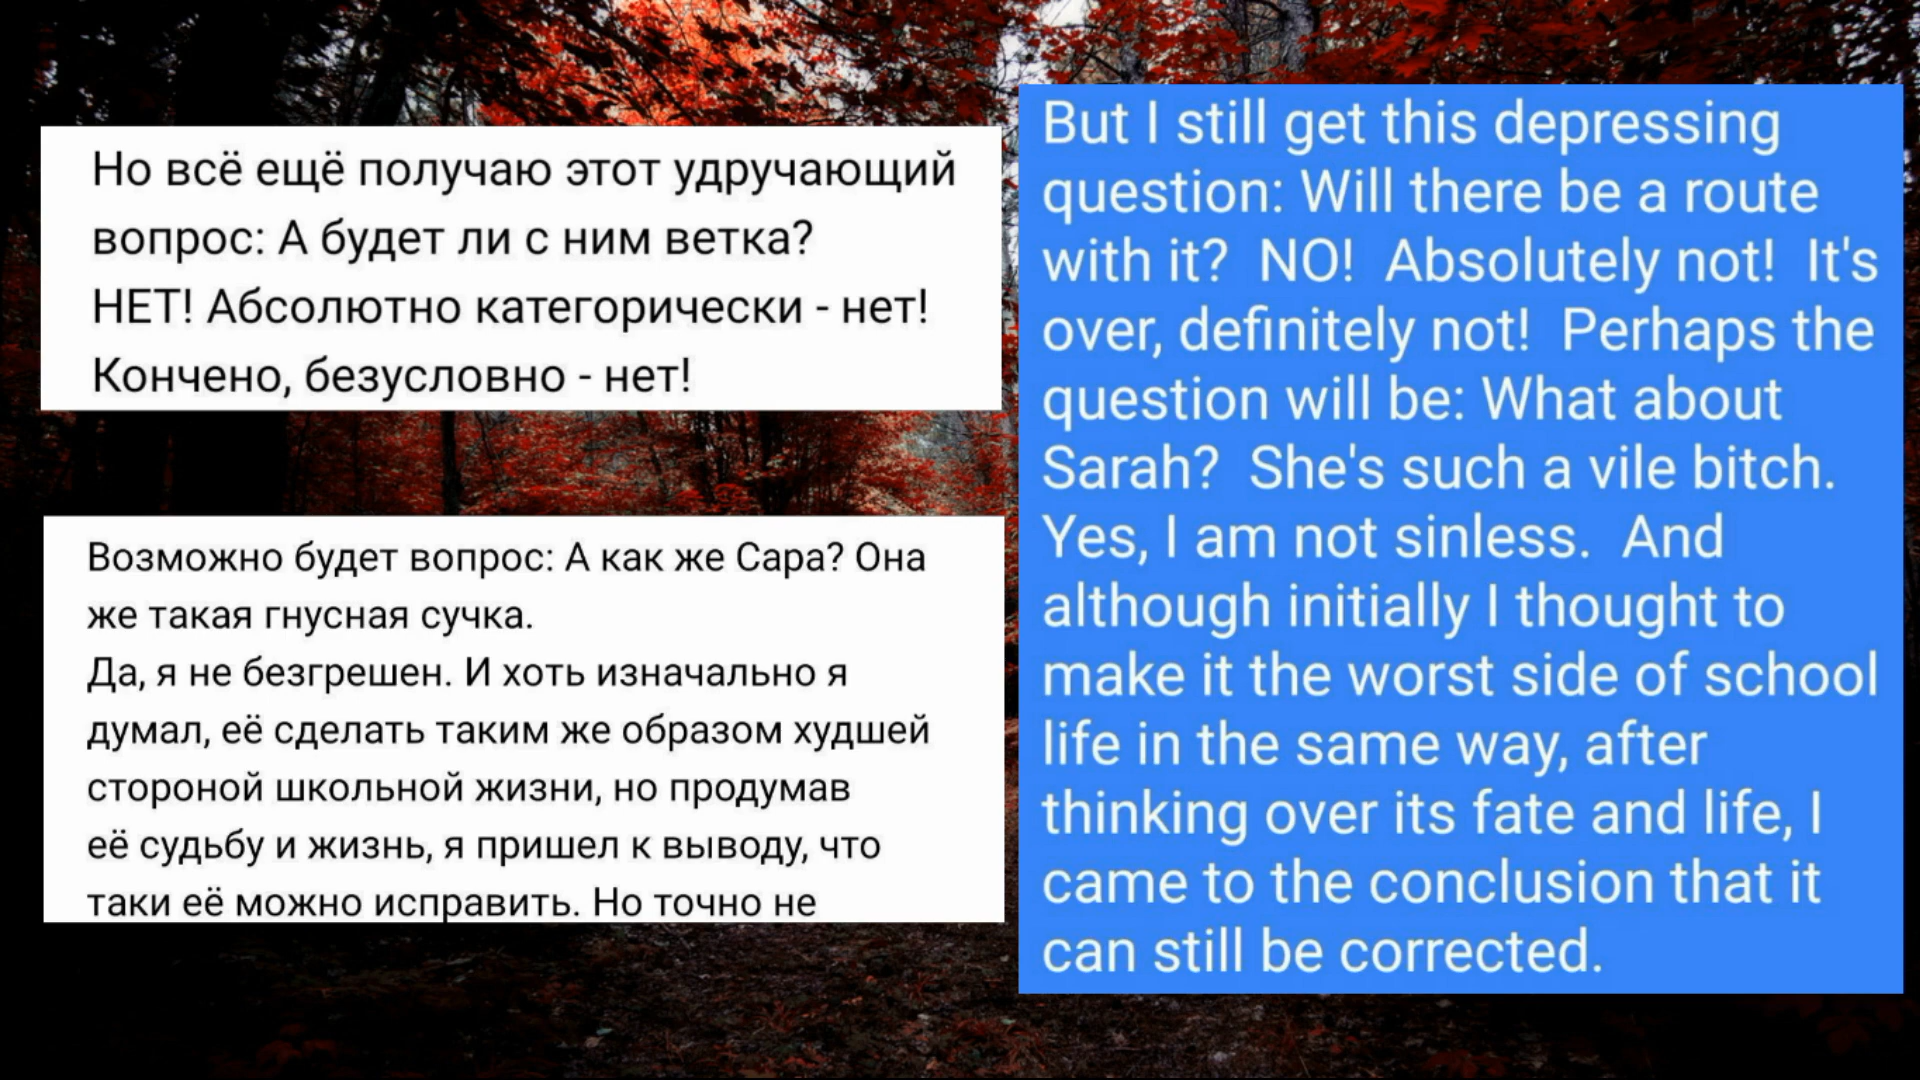 Но всё ещё получаю этот удручающий
вопрос: А будет ли с ним ветка?
НЕТ! Абсолютно категорически - нет!
Кончено, безусловно - нет!
Возможно будет вопрос: А как же Сара? Она
же такая гнусная сучка.
Да, я не безгрешен. И хоть изначально я
думал, её сделать таким же образом худшей
стороной школьной жизни, но продумав
её судьбу и жизнь, я пришел к выводу, что
таки её можно исправить. Но точно не
But I still get this depressing
question: Will there be a route
with it?  NO!  Absolutely not!  It's
over, definitely not!  Perhaps the
question will be: What about
Sarah?  She's such a vile bitch.
Yes, I am not sinless.  And
although initially I thought to
make it the worst side of school
life in the same way, after
thinking over its fate and life, I
came to the conclusion that it
can still be corrected.